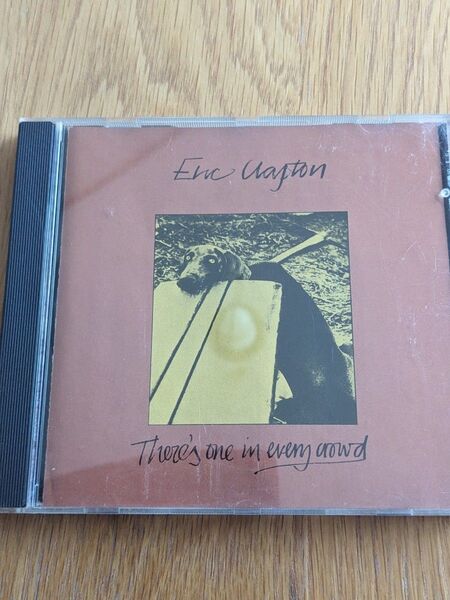 Eric Clapton
There's one in every crowd